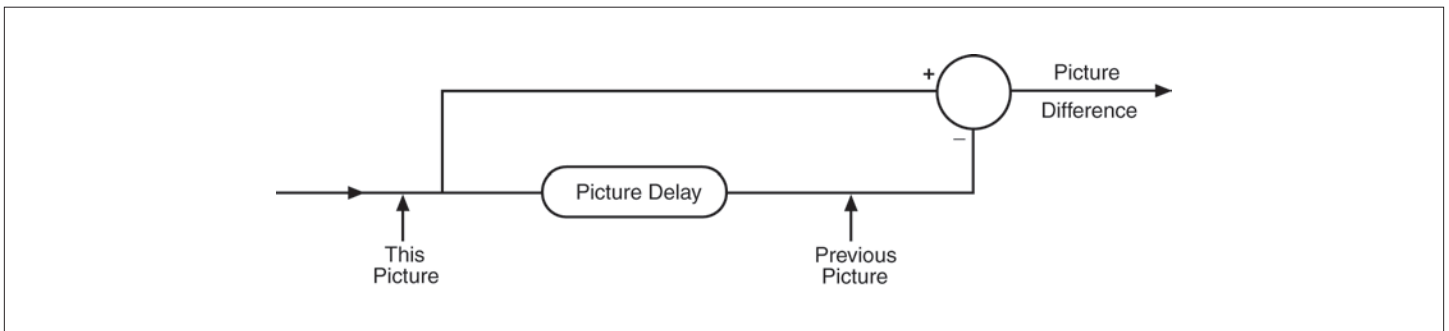 +
Picture
Difference
–
Picture Delay
This
Picture
Previous
Picture